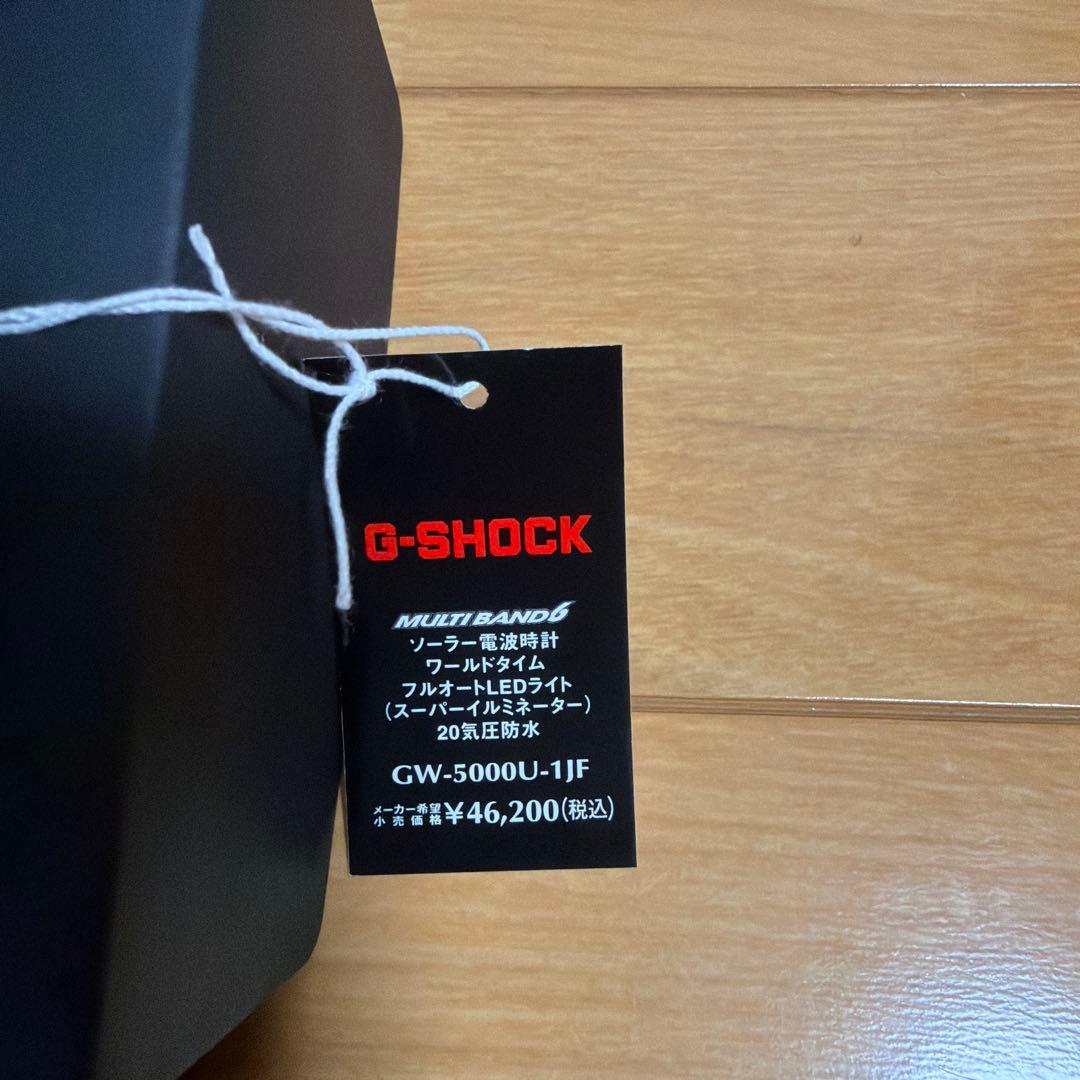 G-SHOCK
MULTI BAND 6
ソーラー電波時計
ワールドタイム
フルオートLEDライト
(スーパーイルミネーター)
20気圧防水
GW-5000U-1JF
メーカー希望小売価格 ¥46,200(税込)